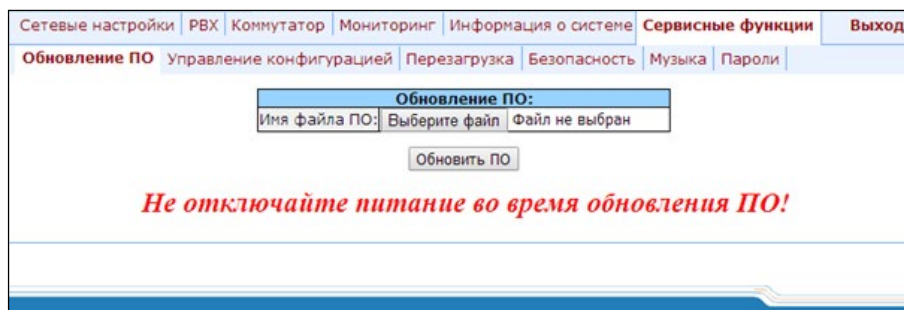 Сетевые настройки PBX Коммутатор Мониторинг Информация о системе Сервисные функции Выход
Обновление ПО Управление конфигурацией Перезагрузка Безопасность Музыка Пароли
Обновление ПО:
Имя файла ПО: Выберите файл Файл не выбран
Обновить ПО
Не отключайте питание во время обновления ПО!